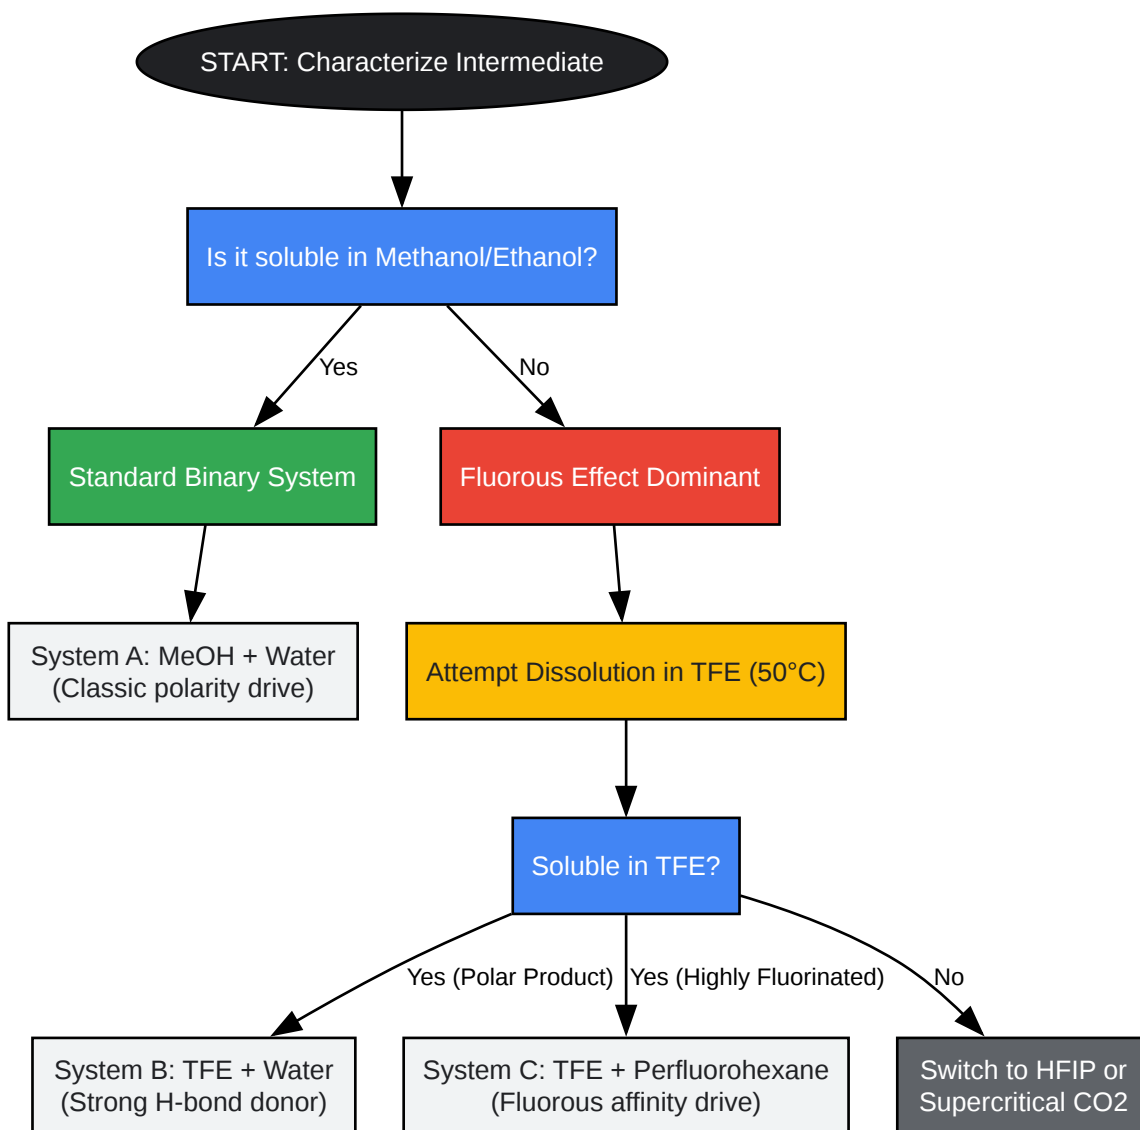 START: Characterize Intermediate
Is it soluble in Methanol/Ethanol?
Yes
No
Standard Binary System
Fluorous Effect Dominant
System A: MeOH + Water
(Classic polarity drive)
Attempt Dissolution in TFE (50°C)
Soluble in TFE?
Yes (Polar Product)
Yes (Highly Fluorinated)
No
System B: TFE + Water
(Strong H-bond donor)
System C: TFE + Perfluorohexane
(Fluorous affinity drive)
Switch to HFIP or
Supercritical CO2